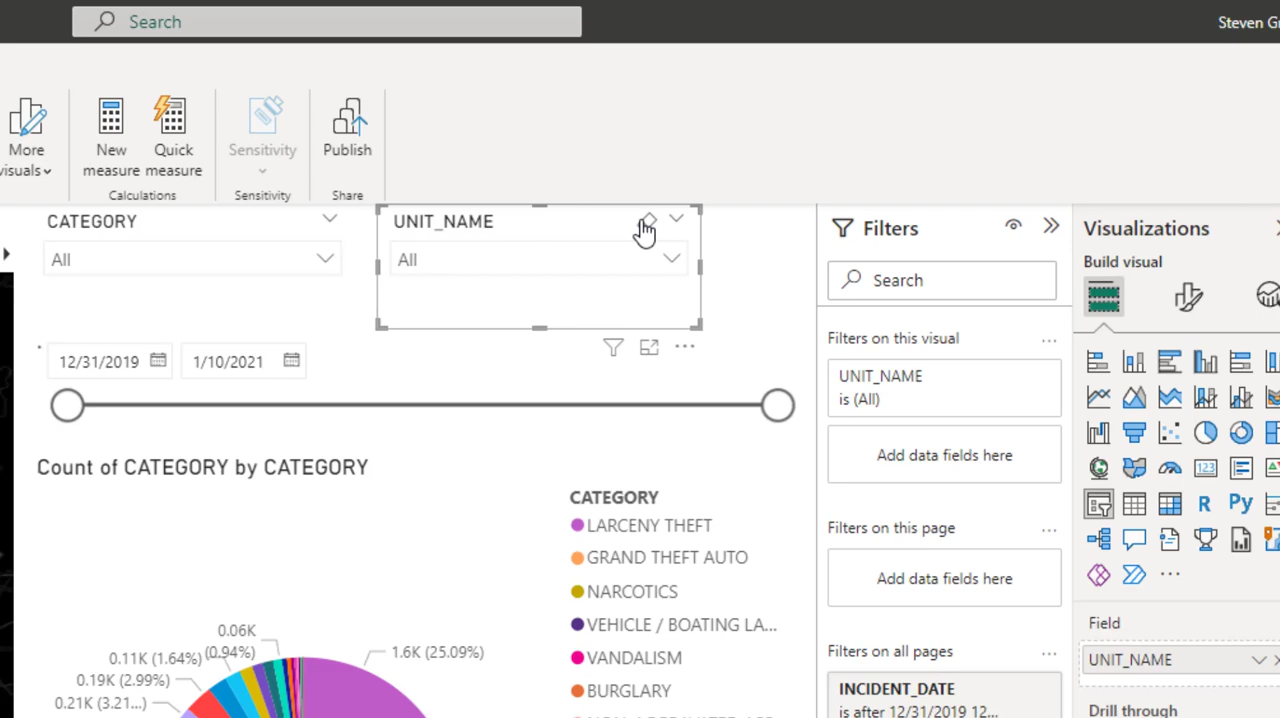 Search
Steven G
More
visuals
New
measure
Quick
measure
Calculations
Sensitivity
Sensitivity
Publish
Share
CATEGORY
All
UNIT_NAME
All
12/31/2019
1/10/2021
Count of CATEGORY by CATEGORY
CATEGORY
LARCENY THEFT
GRAND THEFT AUTO
NARCOTICS
VEHICLE / BOATING LA...
VANDALISM
BURGLARY
0.06K
(0.94%)
0.11K (1.64%)
0.19K (2.99%)
0.21K (3.21...)
1.6K (25.09%)
Filters
Search
Filters on this visual
...
UNIT_NAME
is (All)
Add data fields here
Filters on this page
...
Add data fields here
Filters on all pages
...
INCIDENT_DATE
is after 12/31/2019 12...
Visualizations
Build visual
123
R
Py
...
Field
UNIT_NAME
Drill through